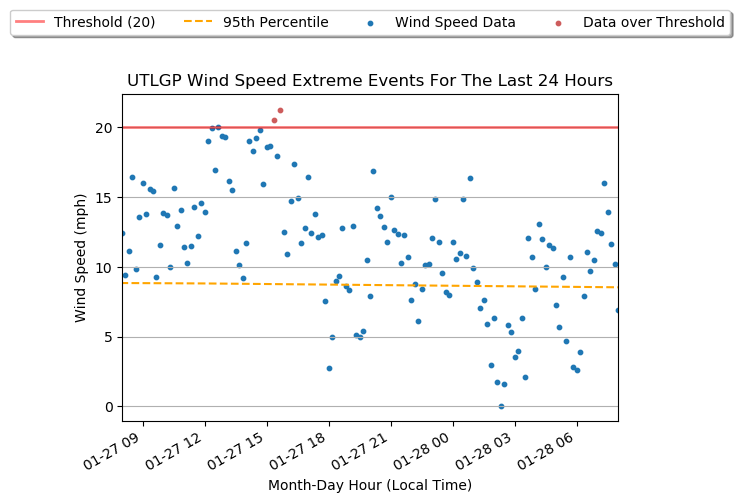 Threshold (20) 95th Percentile Wind Speed Data Data over Threshold
UTLGP Wind Speed Extreme Events For The Last 24 Hours
Wind Speed (mph)
20
15
10
5
0
01-27 09 01-27 12 01-27 15 01-27 18 01-27 21 01-28 00 01-28 03 01-28 06
Month-Day Hour (Local Time)